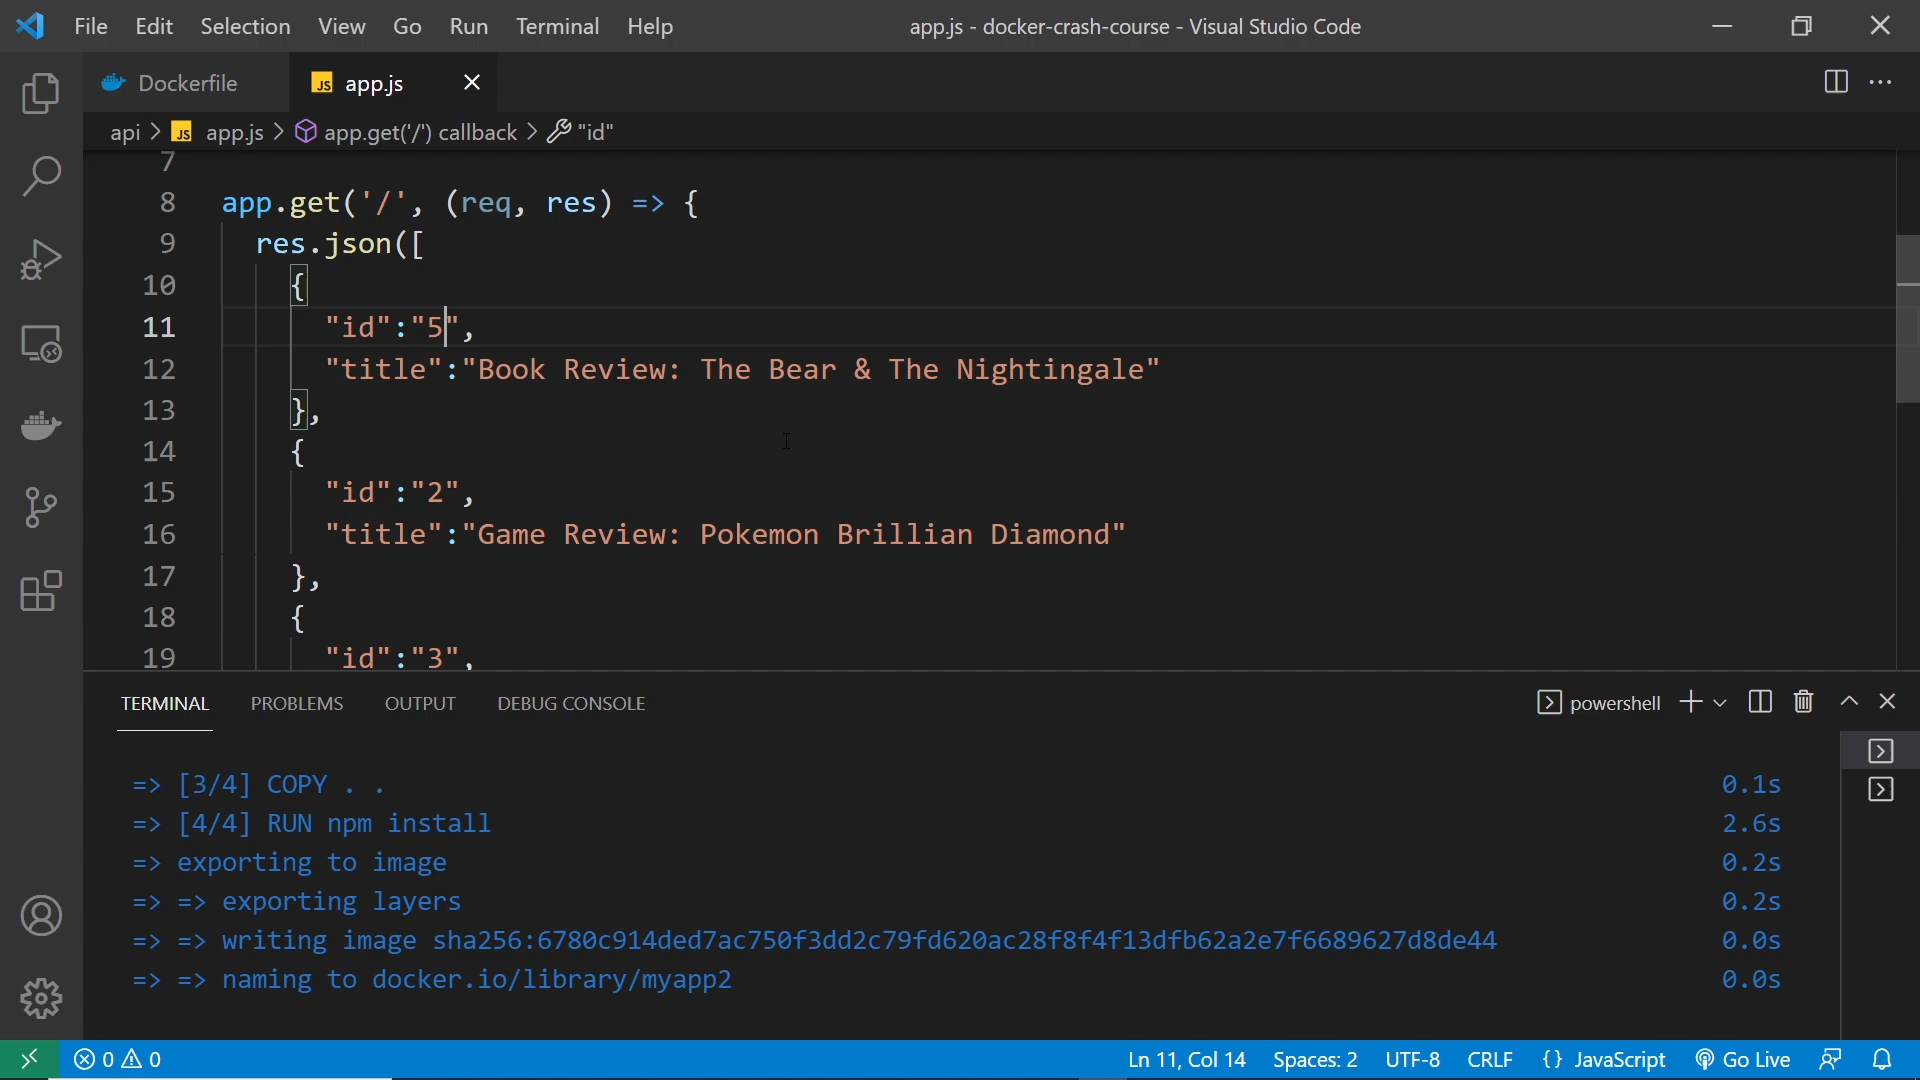 File Edit Selection View Go Run Terminal Help app.js - docker-crash-course - Visual Studio Code
Dockerfile JS app.js
api > JS app.js > app.get('/') callback > "id"
7
8 app.get('/', (req, res) => {
9 res.json([
10 {
11 "id":"5",
12 "title":"Book Review: The Bear & The Nightingale"
13 },
14 {
15 "id":"2",
16 "title":"Game Review: Pokemon Brillian Diamond"
17 },
18 {
19 "id":"3",
TERMINAL PROBLEMS OUTPUT DEBUG CONSOLE powershell
=> [3/4] COPY . . 0.1s
=> [4/4] RUN npm install 2.6s
=> exporting to image 0.2s
=> => exporting layers 0.2s
=> => writing image sha256:6780c914ded7ac750f3dd2c79fd620ac28f8f4f13dfb62a2e7f6689627d8de44 0.0s
=> => naming to docker.io/library/myapp2 0.0s
0 0 Ln 11, Col 14 Spaces: 2 UTF-8 CRLF {} JavaScript Go Live